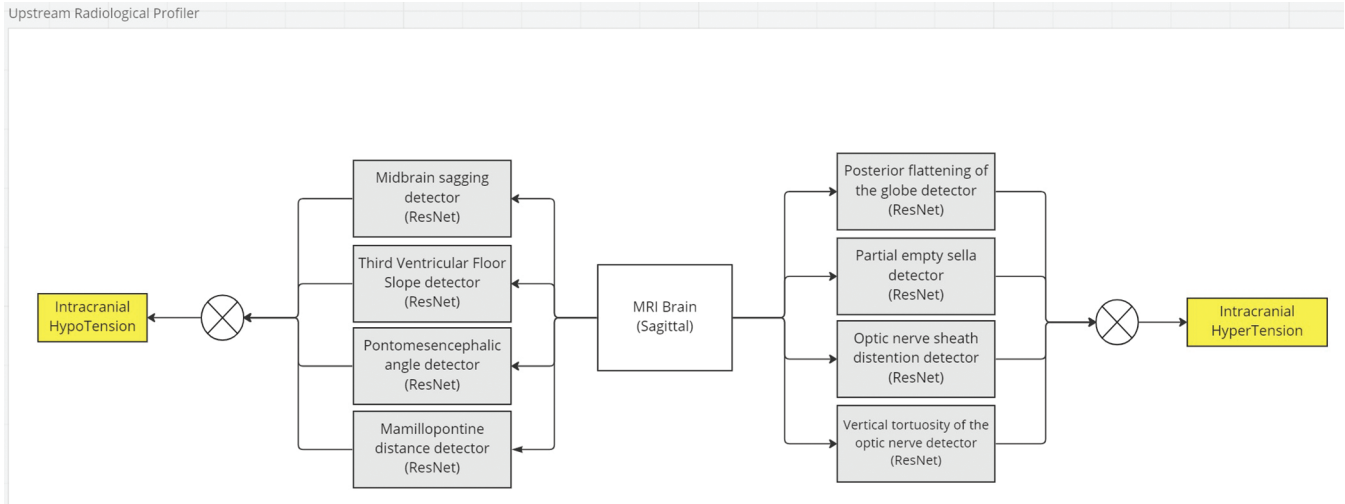 Upstream Radiological Profiler
Midbrain sagging
detector
(ResNet)
Third Ventricular Floor
Slope detector
(ResNet)
Pontomesencephalic
angle detector
(ResNet)
Mamillopontine
distance detector
(ResNet)
Intracranial
HypoTension
MRI Brain
(Sagittal)
Posterior flattening of
the globe detector
(ResNet)
Partial empty sella
detector
(ResNet)
Optic nerve sheath
distention detector
(ResNet)
Vertical tortuosity of the
optic nerve detector
(ResNet)
Intracranial
HyperTension